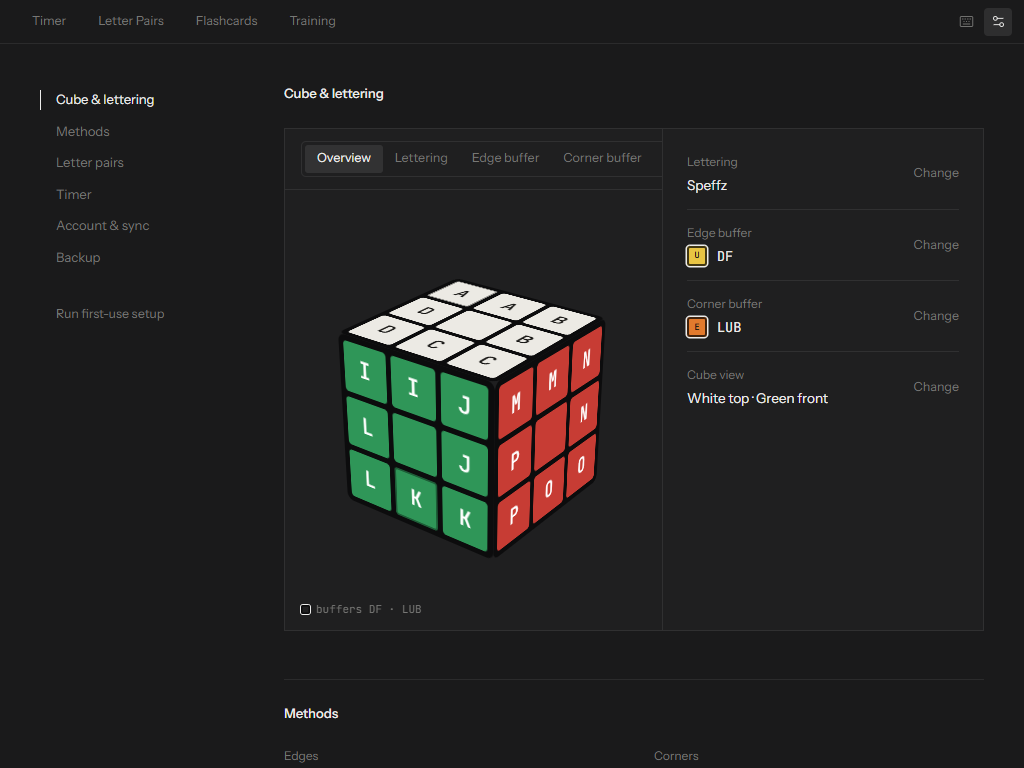 Timer Letter Pairs Flashcards Training
Cube & lettering
Methods
Letter pairs
Timer
Account & sync
Backup
Run first-use setup
Cube & lettering
Overview Lettering Edge buffer Corner buffer
A
A
B
D
B
D
C
C
I I J
L J
L K K
M M N
P N
P O O
buffers DF · LUB
Lettering
Speffz
Change
Edge buffer
U DF
Change
Corner buffer
E LUB
Change
Cube view
White top · Green front
Change
Methods
Edges Corners